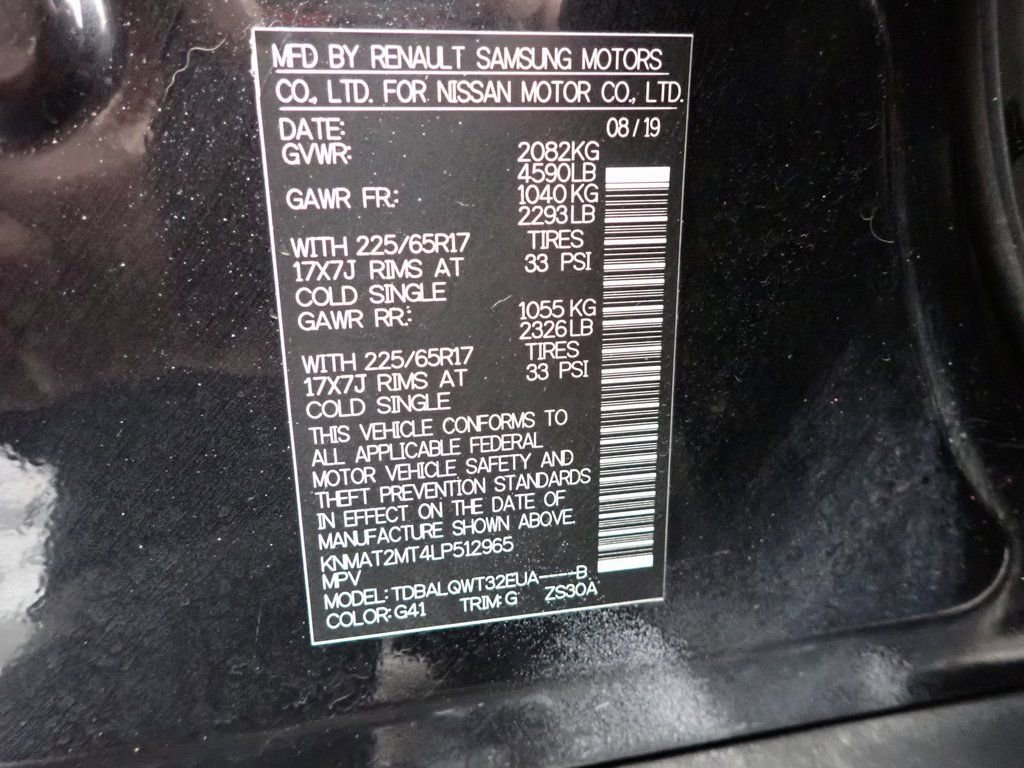 MFD BY RENAULT SAMSUNG MOTORS
CO., LTD. FOR NISSAN MOTOR CO., LTD.
DATE: 08/19
GVWR: 2082KG
4590LB
GAWR FR: 1040KG
2293LB
WITH 225/65R17 TIRES
17X7J RIMS AT 33 PSI
COLD SINGLE
GAWR RR: 1055KG
2326LB
WITH 225/65R17 TIRES
17X7J RIMS AT 33 PSI
COLD SINGLE
THIS VEHICLE CONFORMS TO
ALL APPLICABLE FEDERAL
MOTOR VEHICLE SAFETY AND
THEFT PREVENTION STANDARDS
IN EFFECT ON THE DATE OF
MANUFACTURE SHOWN ABOVE.
KNMAT2MT4LP512965
MPV
MODEL: TDBALQWT32EUA----B
COLOR: G41 TRIM: G ZS30A